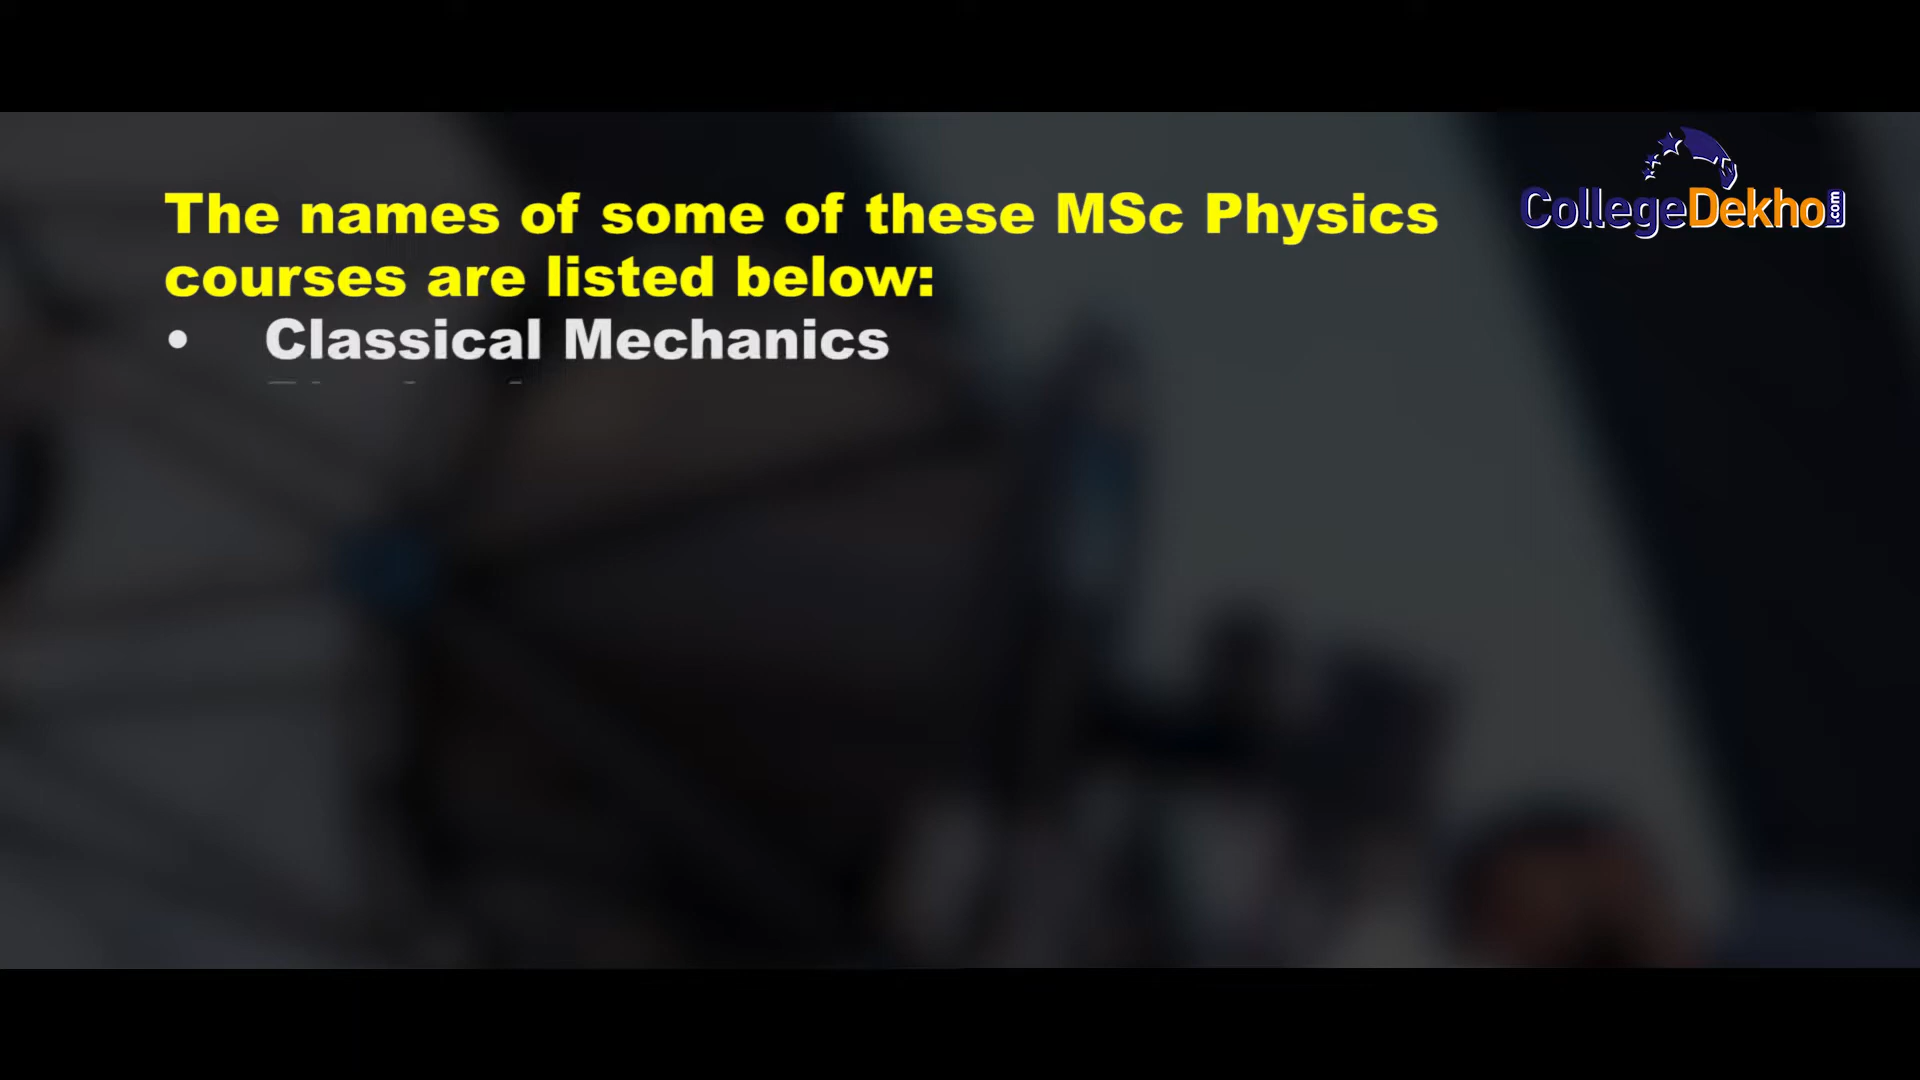 The names of some of these MSc Physics
courses are listed below:
• Classical Mechanics
CollegeDekho.com